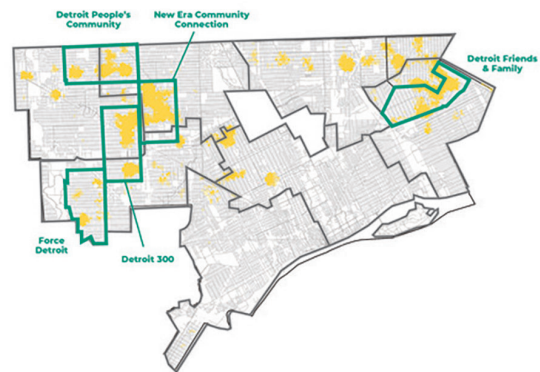 Detroit People's
Community
New Era Community
Connection
Detroit Friends
& Family
Force
Detroit
Detroit 300